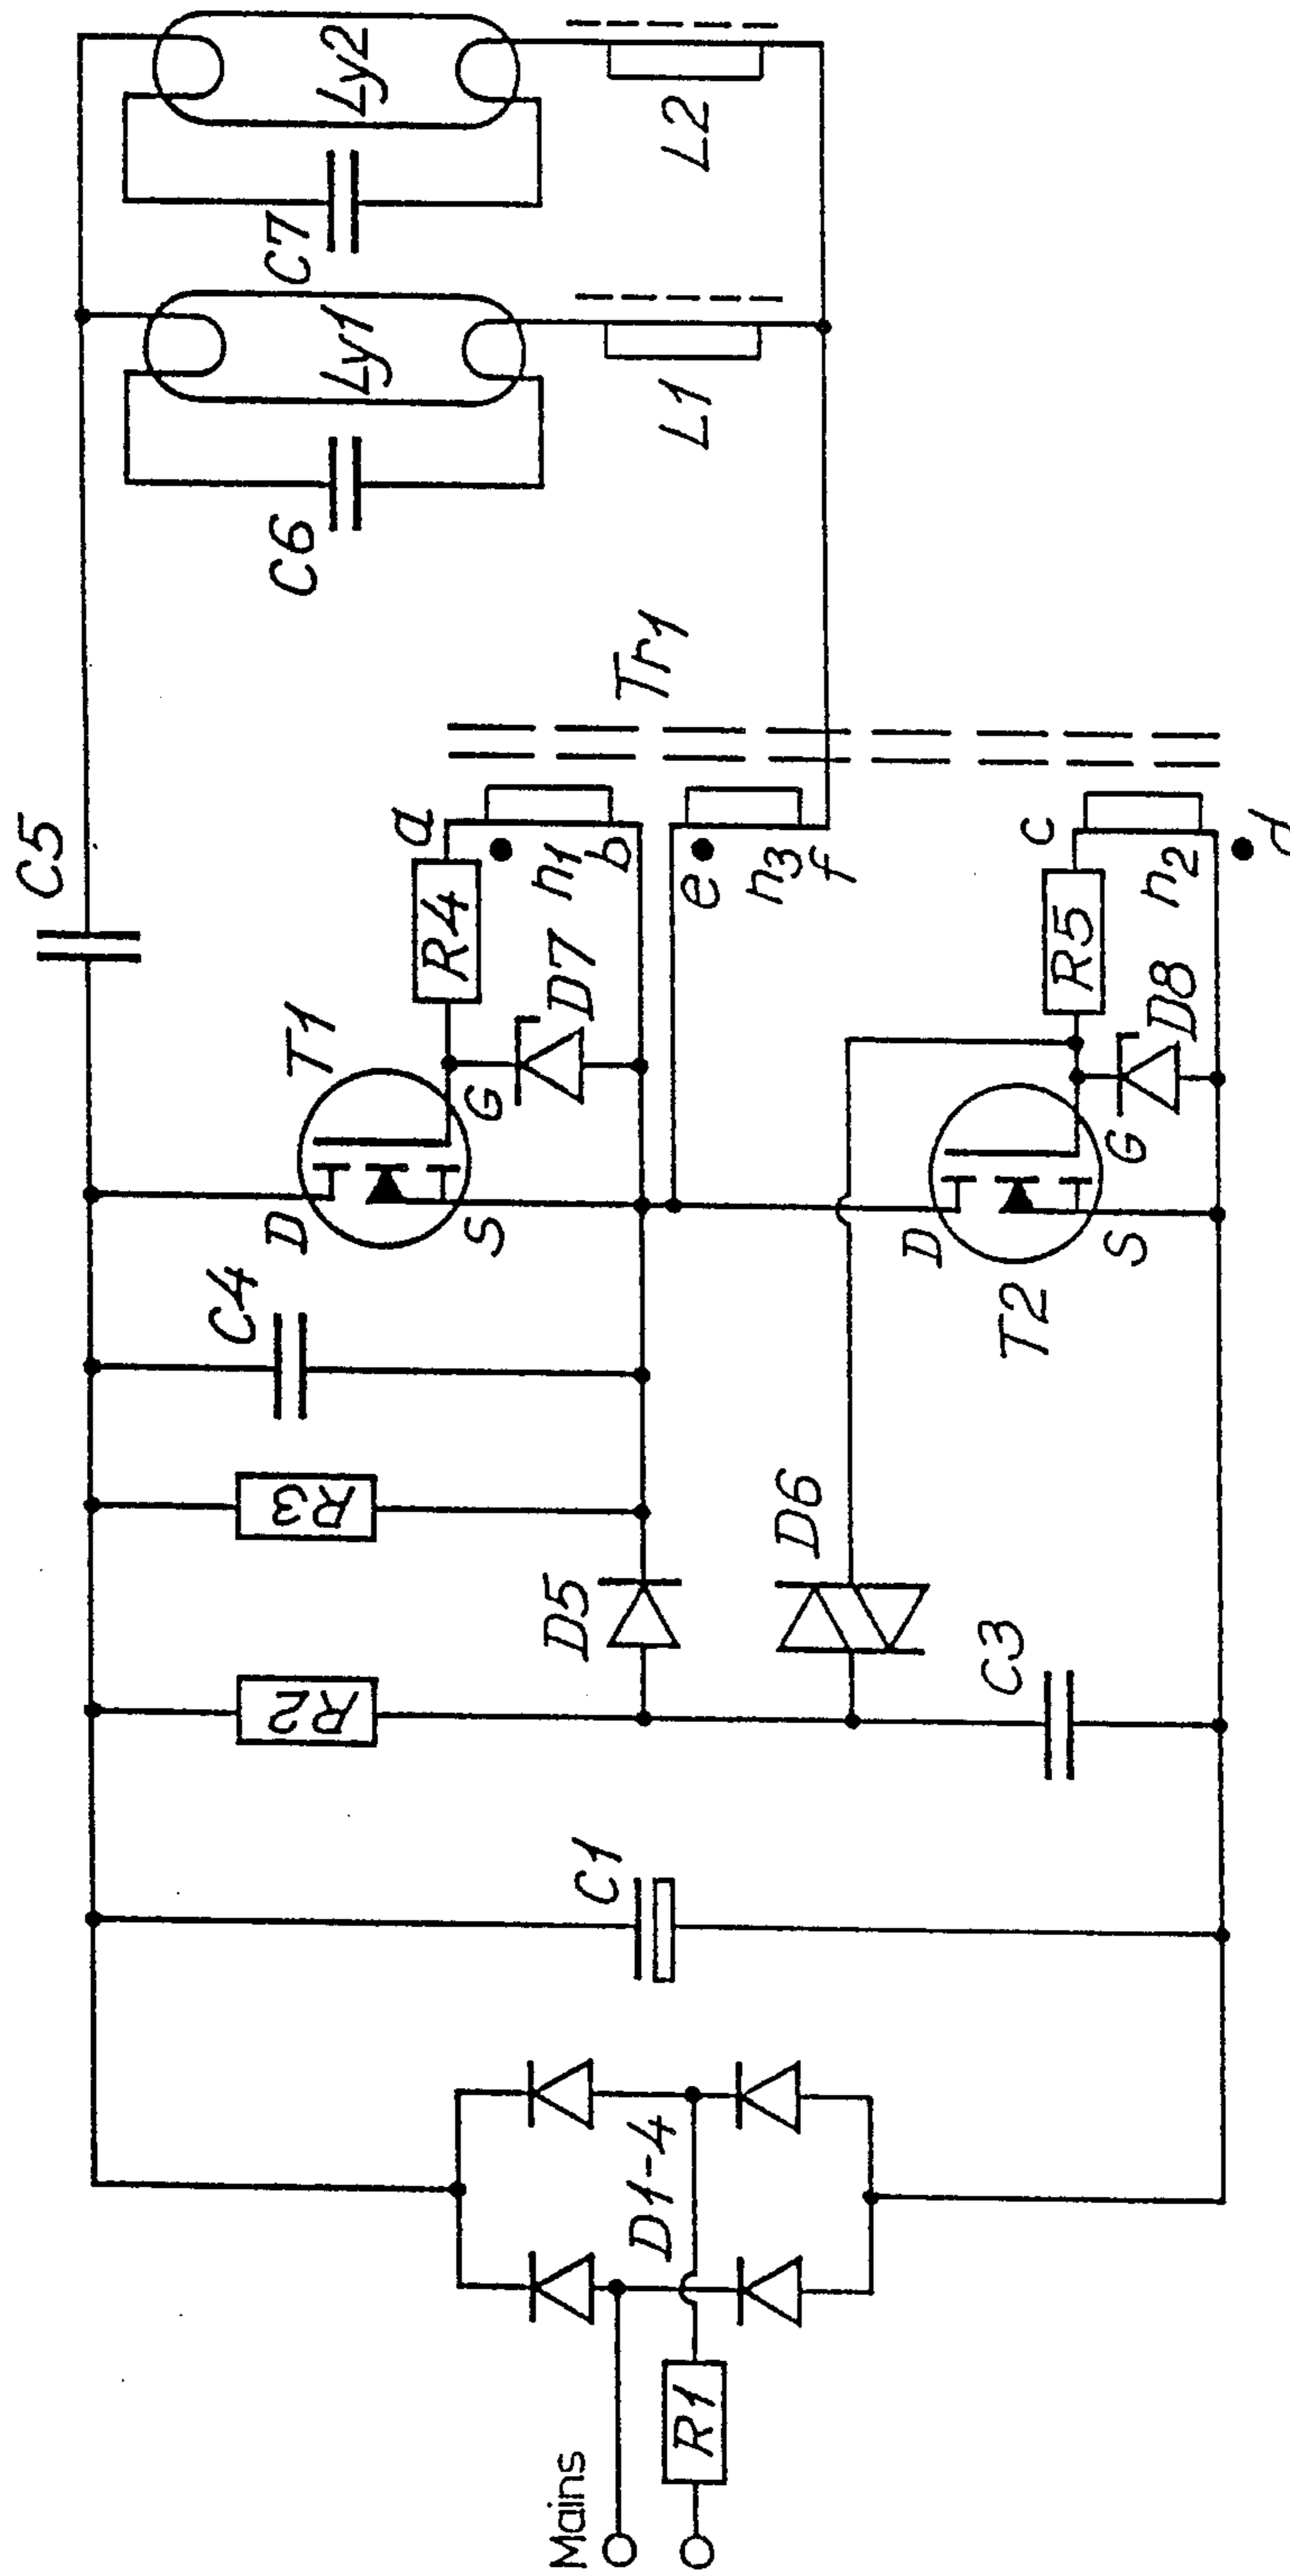 Mains
R1
D1-4
C1
R2
R3
C4
D5
D6
C3
T1
D
S
G
R4
D7
a
b
n1
e
n3
f
Tr1
T2
D
S
G
R5
D8
c
n2
d
C5
C6
Ly1
L1
C7
Ly2
L2